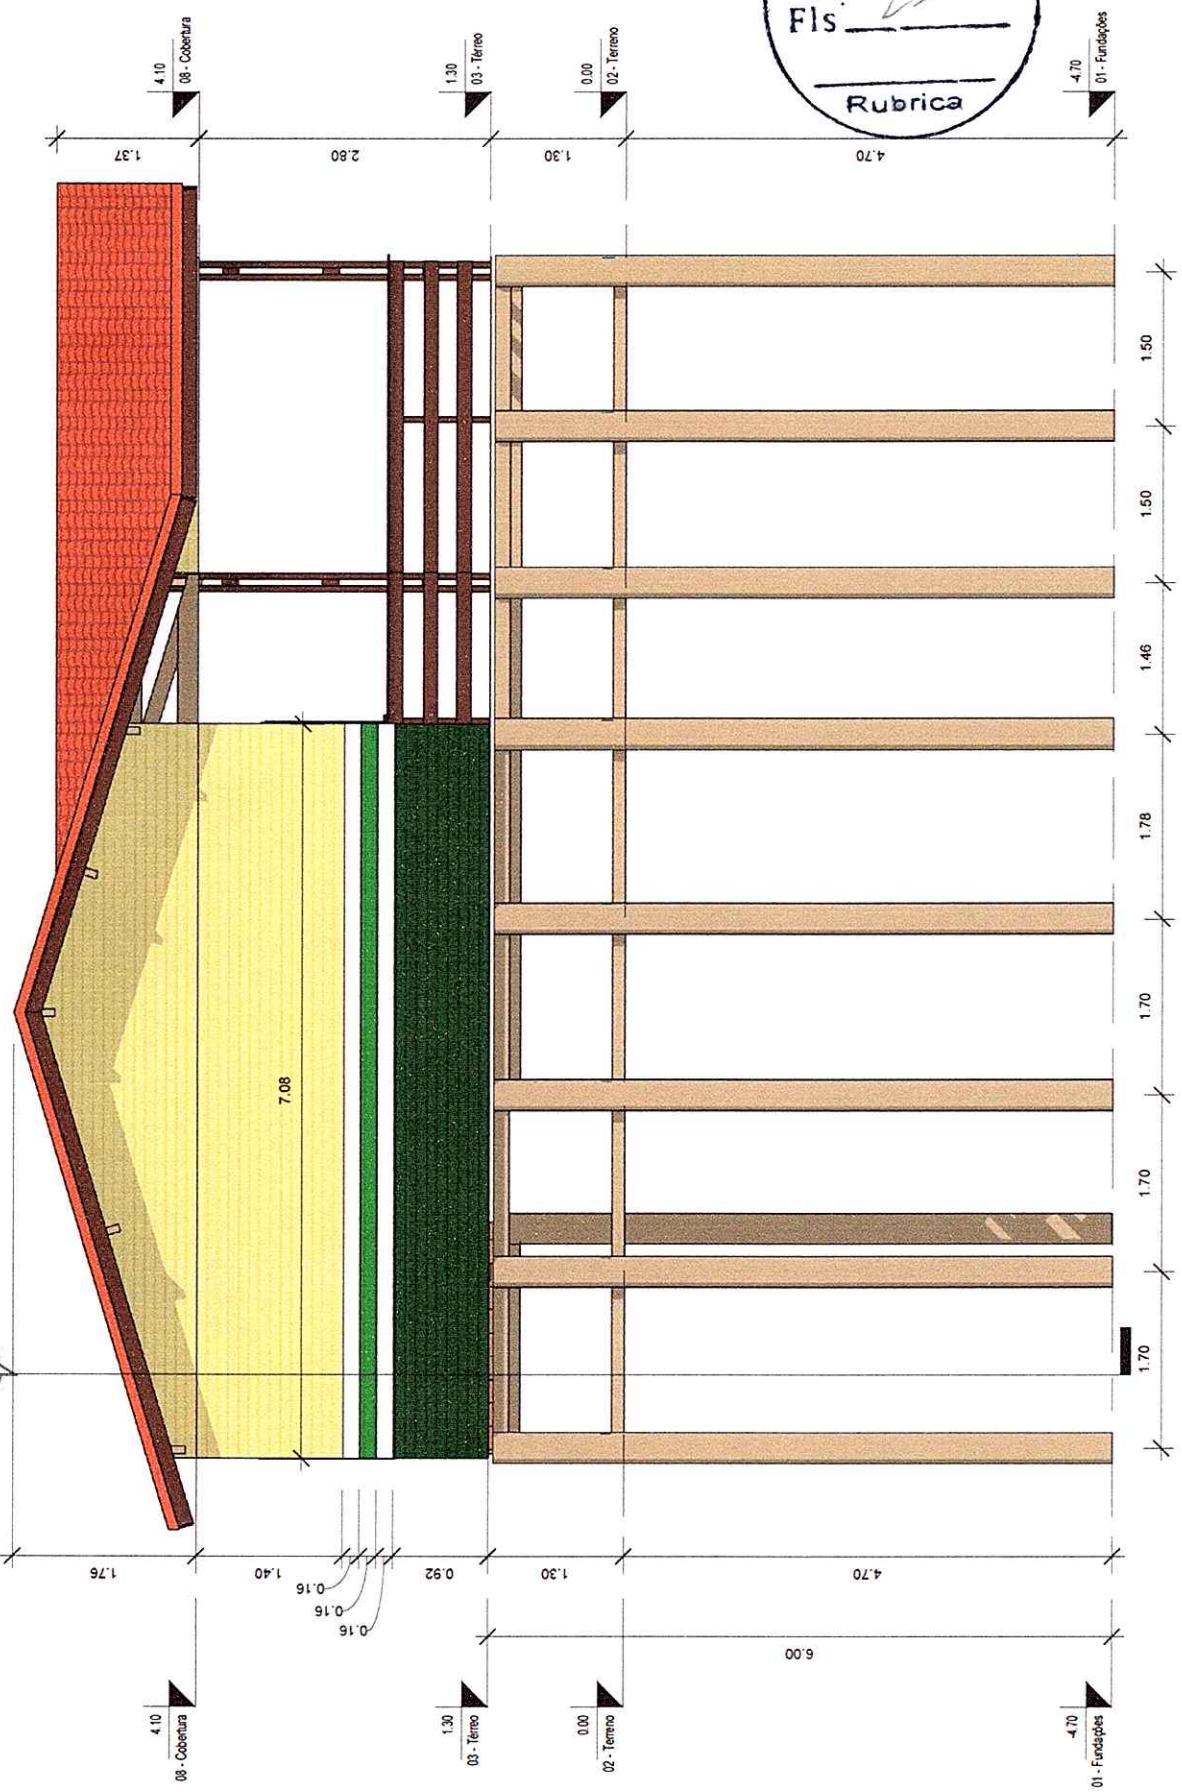 4.10
08 - Cobertura
1.30
03 - Térreo
0.00
02 - Terreno
-4.70
01 - Fundações
1.37
2.80
1.30
4.70
Fls.
Rubrica
7.08
1.50
1.50
1.46
1.78
1.70
1.70
1.70
1.76
1.40
0.16
0.16
0.16
0.92
1.30
4.70
6.00
4.10
08 - Cobertura
1.30
03 - Térreo
0.00
02 - Terreno
-4.70
01 - Fundações